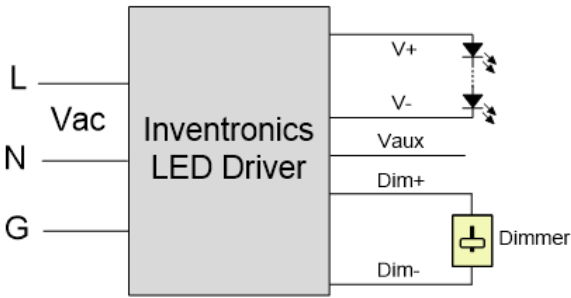 L
Vac
N
G
Inventronics
LED Driver
V+
V-
Vaux
Dim+
Dim-
Dimmer